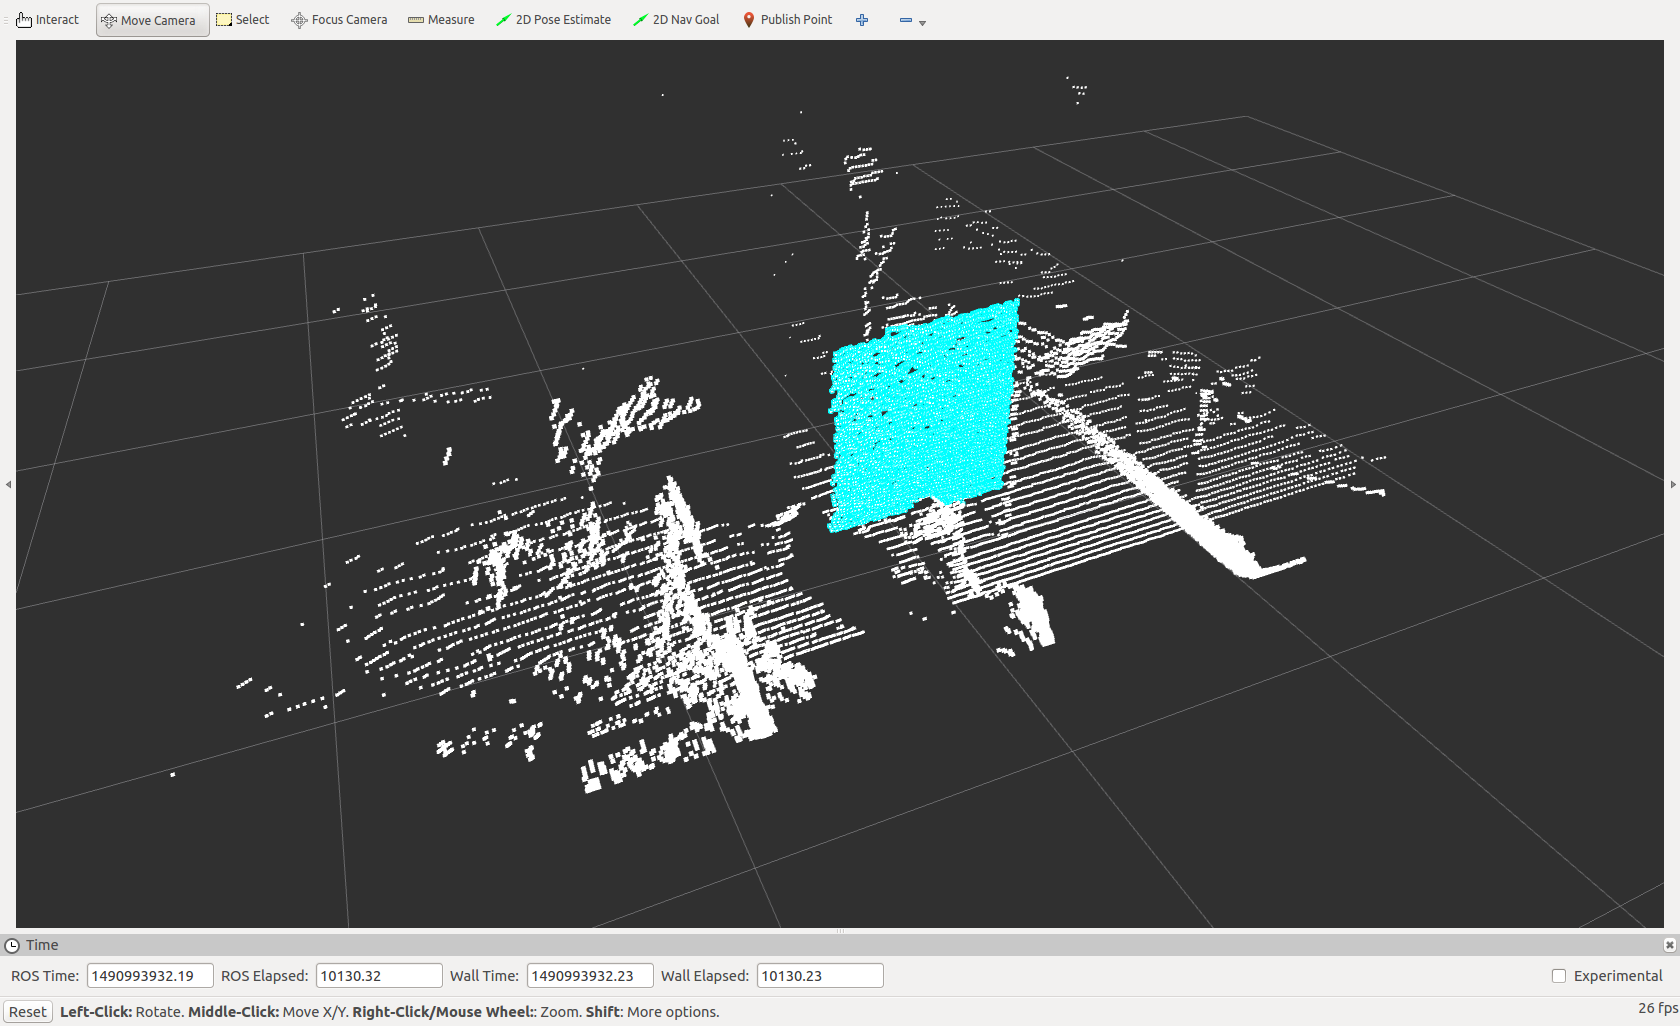 Interact Move Camera Select Focus Camera Measure 2D Pose Estimate 2D Nav Goal Publish Point
Time
ROS Time: 1490993932.19 ROS Elapsed: 10130.32 Wall Time: 1490993932.23 Wall Elapsed: 10130.23 Experimental
Reset Left-Click: Rotate. Middle-Click: Move X/Y. Right-Click/Mouse Wheel:: Zoom. Shift: More options. 26 fps